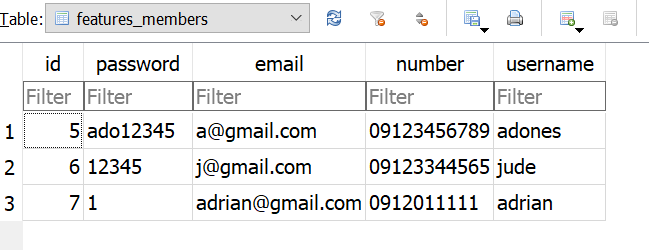 Table: features_members
id password email number username
Filter Filter Filter Filter Filter
1 5 ado12345 a@gmail.com 09123456789 adones
2 6 12345 j@gmail.com 09123344565 jude
3 7 1 adrian@gmail.com 0912011111 adrian